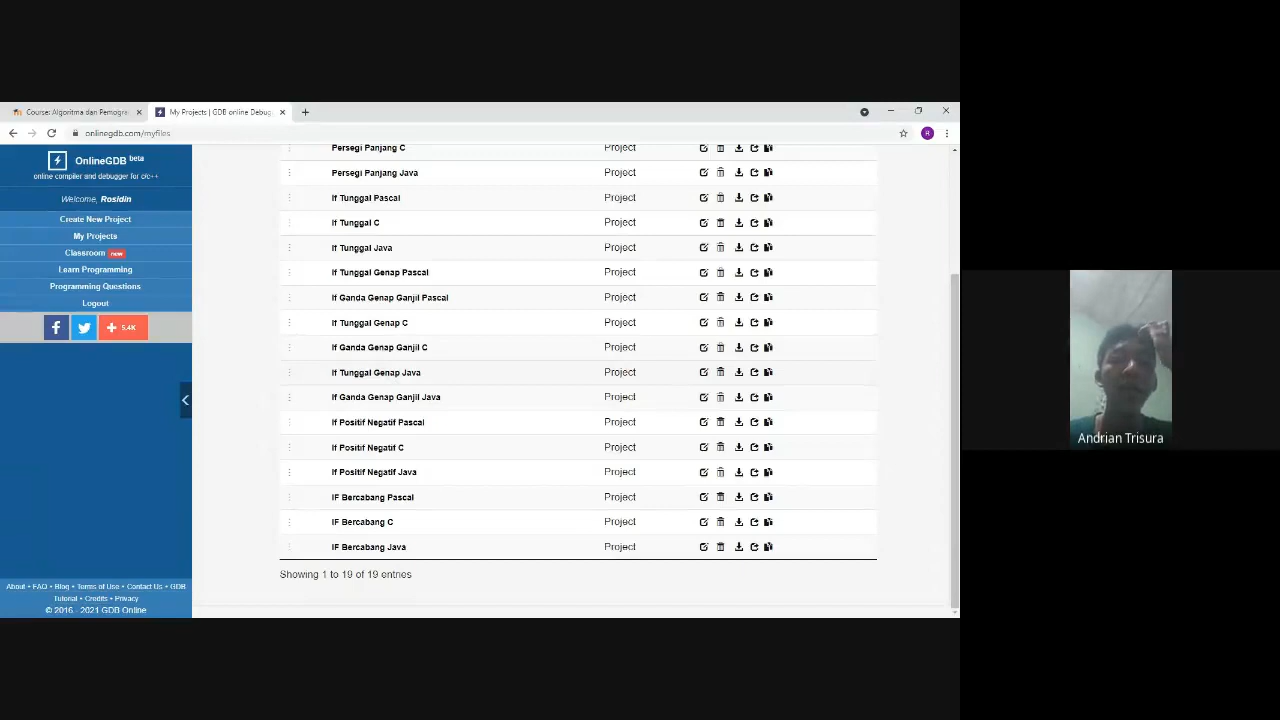 Course: Algoritma dan Pemogra
My Projects | GDB online Debug
onlinegdb.com/myfiles
OnlineGDB beta
online compiler and debugger for c/c++
Welcome, Rosidin
Create New Project
My Projects
Classroom new
Learn Programming
Programming Questions
Logout
5.4K
About • FAQ • Blog • Terms of Use • Contact Us • GDB
Tutorial • Credits • Privacy
© 2016 - 2021 GDB Online
Persegi Panjang C Project
Persegi Panjang Java Project
If Tunggal Pascal Project
If Tunggal C Project
If Tunggal Java Project
If Tunggal Genap Pascal Project
If Ganda Genap Ganjil Pascal Project
If Tunggal Genap C Project
If Ganda Genap Ganjil C Project
If Tunggal Genap Java Project
If Ganda Genap Ganjil Java Project
If Positif Negatif Pascal Project
If Positif Negatif C Project
If Positif Negatif Java Project
IF Bercabang Pascal Project
IF Bercabang C Project
IF Bercabang Java Project
Showing 1 to 19 of 19 entries
R
Andrian Trisura